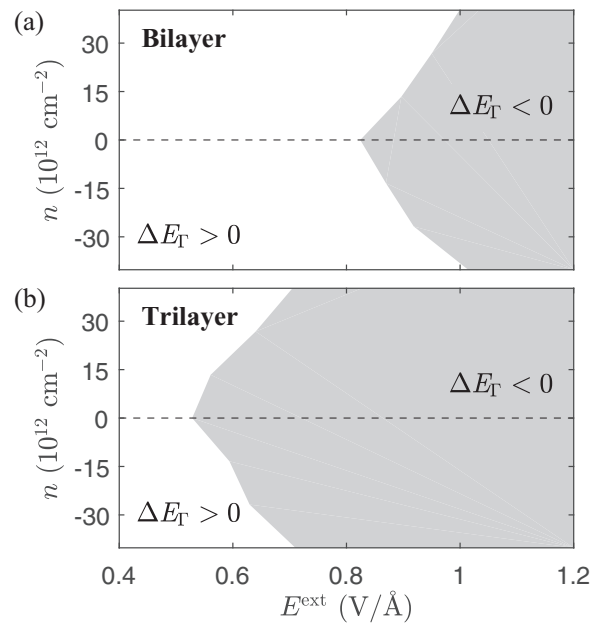 (a)
Bilayer
30
15
0
-15
-30
n (10¹² cm⁻²)
ΔE_Γ < 0
ΔE_Γ > 0
(b)
Trilayer
30
15
0
-15
-30
n (10¹² cm⁻²)
ΔE_Γ < 0
ΔE_Γ > 0
0.4 0.6 0.8 1 1.2
E^ext (V/Å)